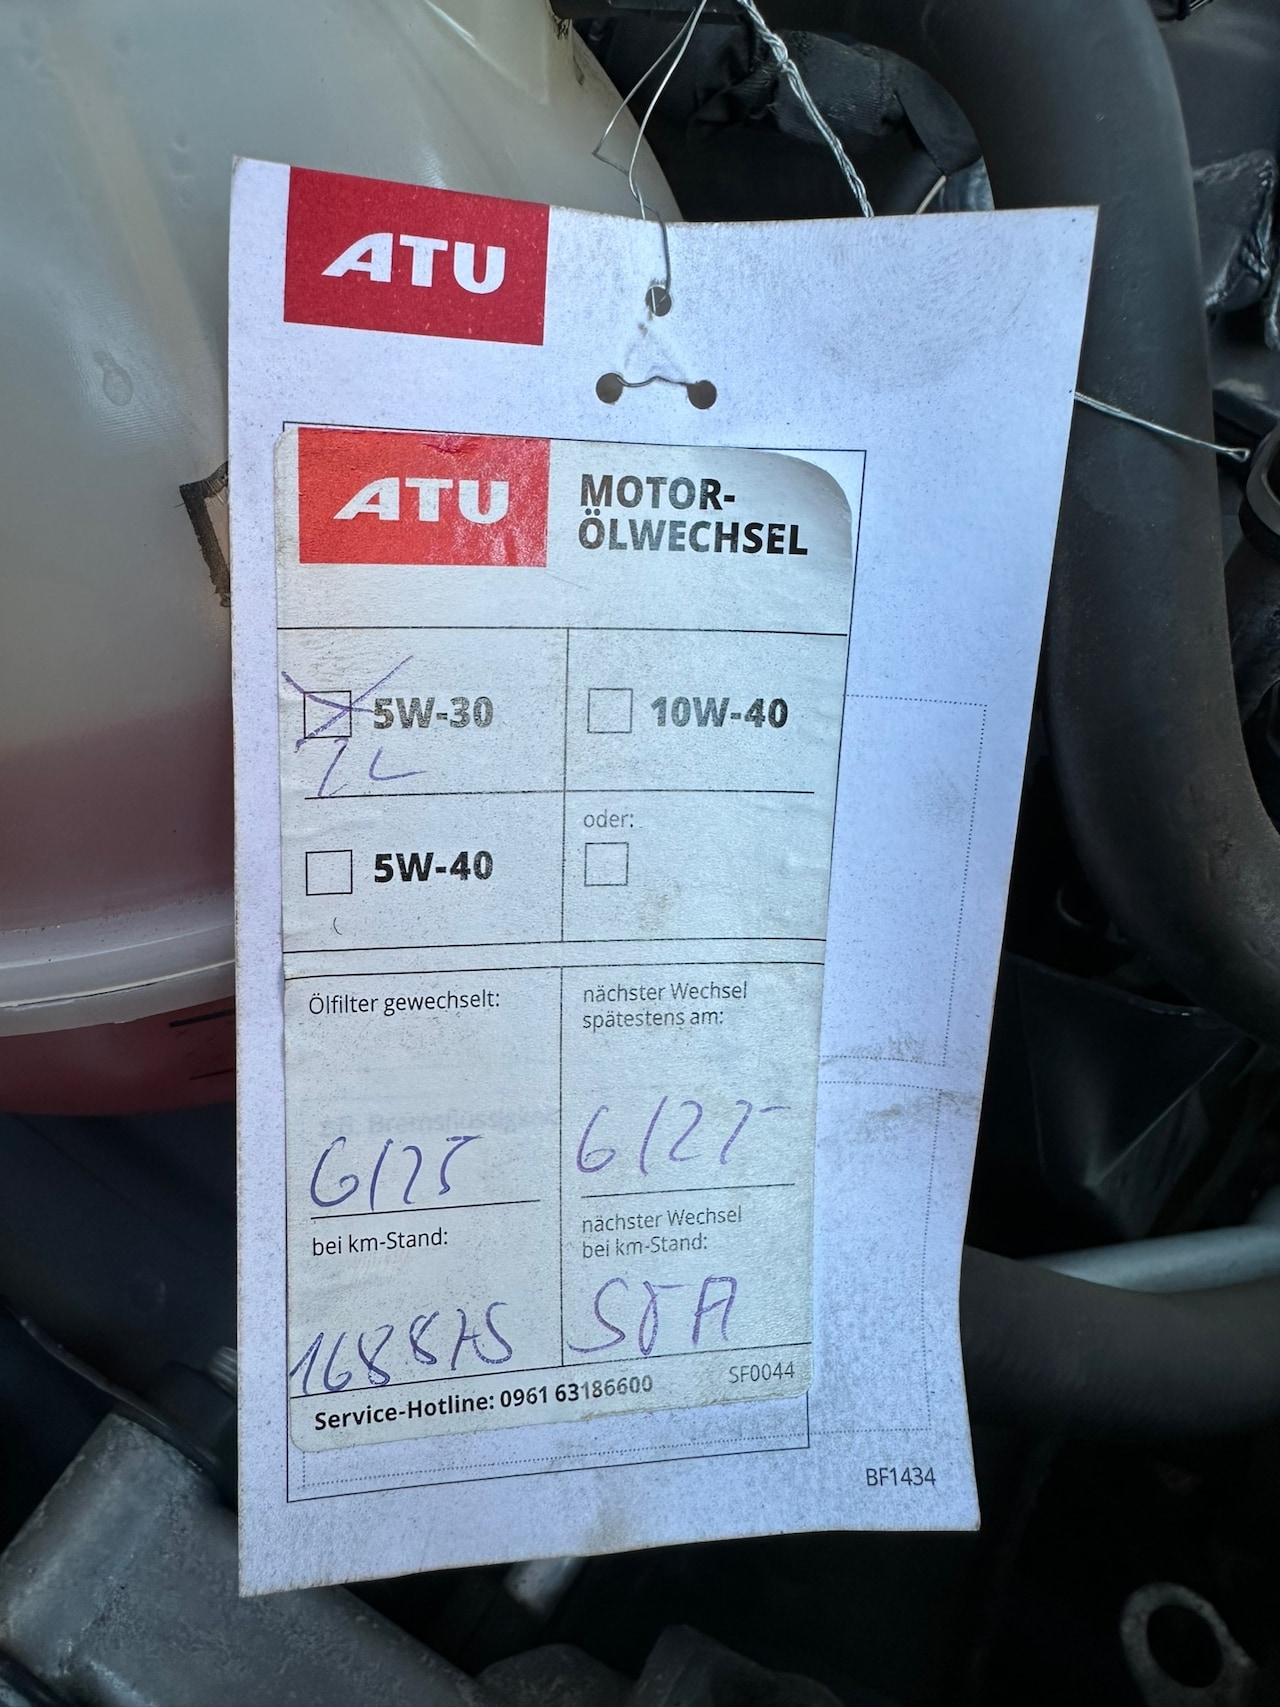 ATU
ATU
MOTOR-
ÖLWECHSEL
5W-30
10W-40
5W-40
oder:
Ölfilter gewechselt:
6/25
bei km-Stand:
nächster Wechsel
spätestens am:
6/27
nächster Wechsel
bei km-Stand:
Service-Hotline: 0961 63186600
SF0044
BF1434